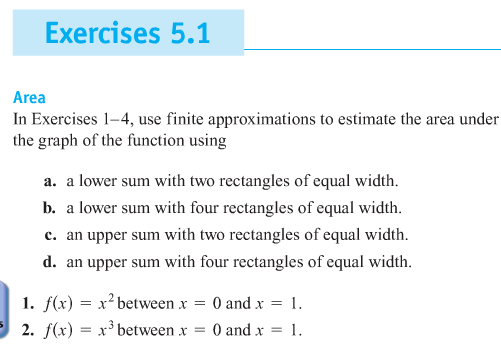 Exercises 5.1
Area
In Exercises 1–4, use finite approximations to estimate the area under
the graph of the function using
a. a lower sum with two rectangles of equal width.
b. a lower sum with four rectangles of equal width.
c. an upper sum with two rectangles of equal width.
d. an upper sum with four rectangles of equal width.
1. f(x) = x² between x = 0 and x = 1.
2. f(x) = x³ between x = 0 and x = 1.